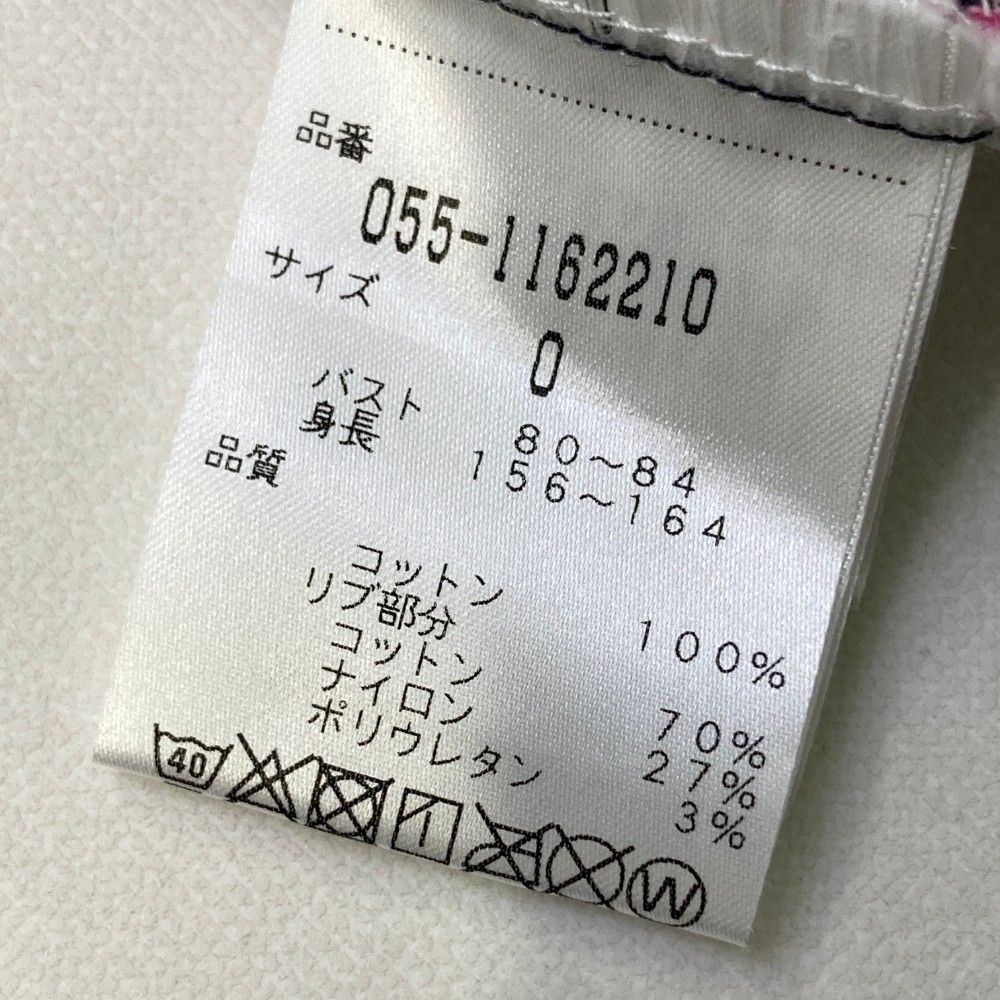 品番
055-1162210
サイズ
0
バスト 80～84
身長 156～164
品質
コットン 100%
リブ部分
コットン 70%
ナイロン 27%
ポリウレタン 3%
40
W